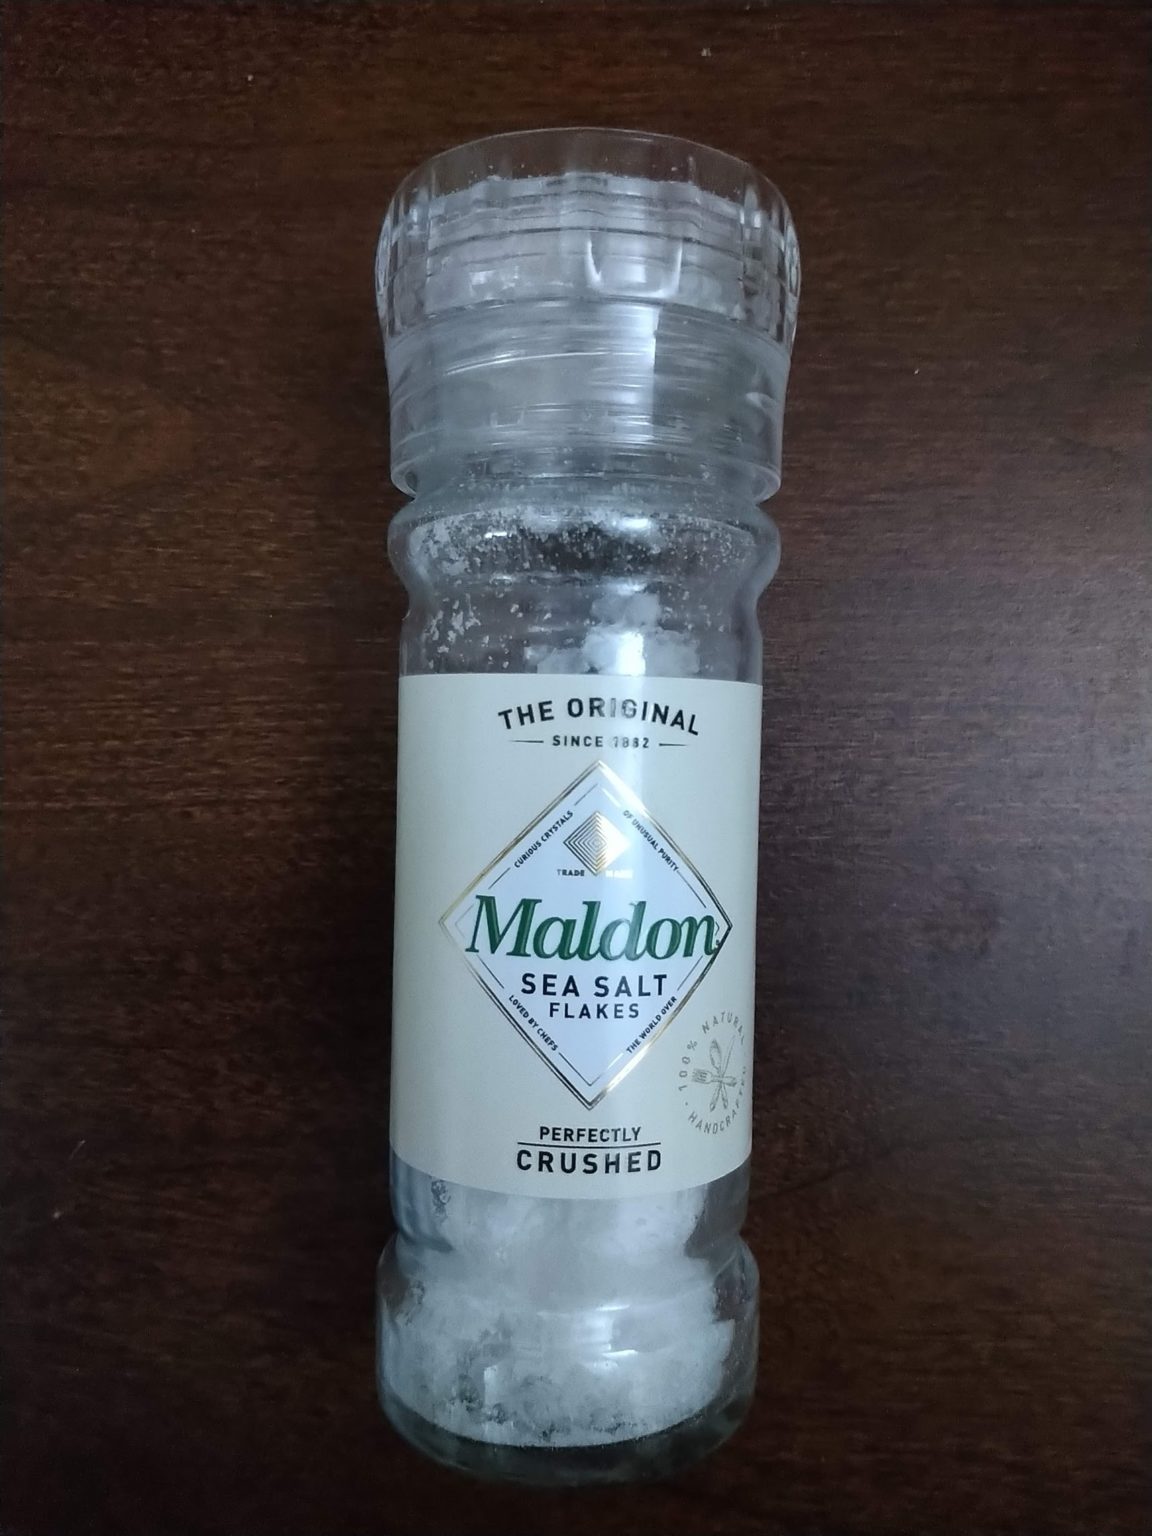 THE ORIGINAL
SINCE 1882
CURIOUS CRYSTALS
OF UNUSUAL PURITY
TRADE MARK
Maldon
SEA SALT
FLAKES
LOVED BY CHEFS
THE WORLD OVER
100% NATURAL
HANDCRAFTED
PERFECTLY
CRUSHED